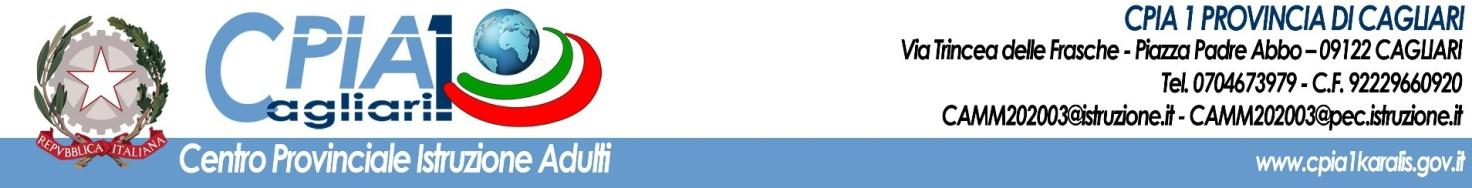 CPIA 1 PROVINCIA DI CAGLIARI
Via Trincea delle Frasche - Piazza Padre Abbo – 09122 CAGLIARI
Tel. 0704673979 - C.F. 92229660920
CAMM202003@istruzione.it - CAMM202003@pec.istruzione.it
CPIA1
Cagliari1
REPVBBLICA ITALIANA
Centro Provinciale Istruzione Adulti
www.cpia1karalis.gov.it